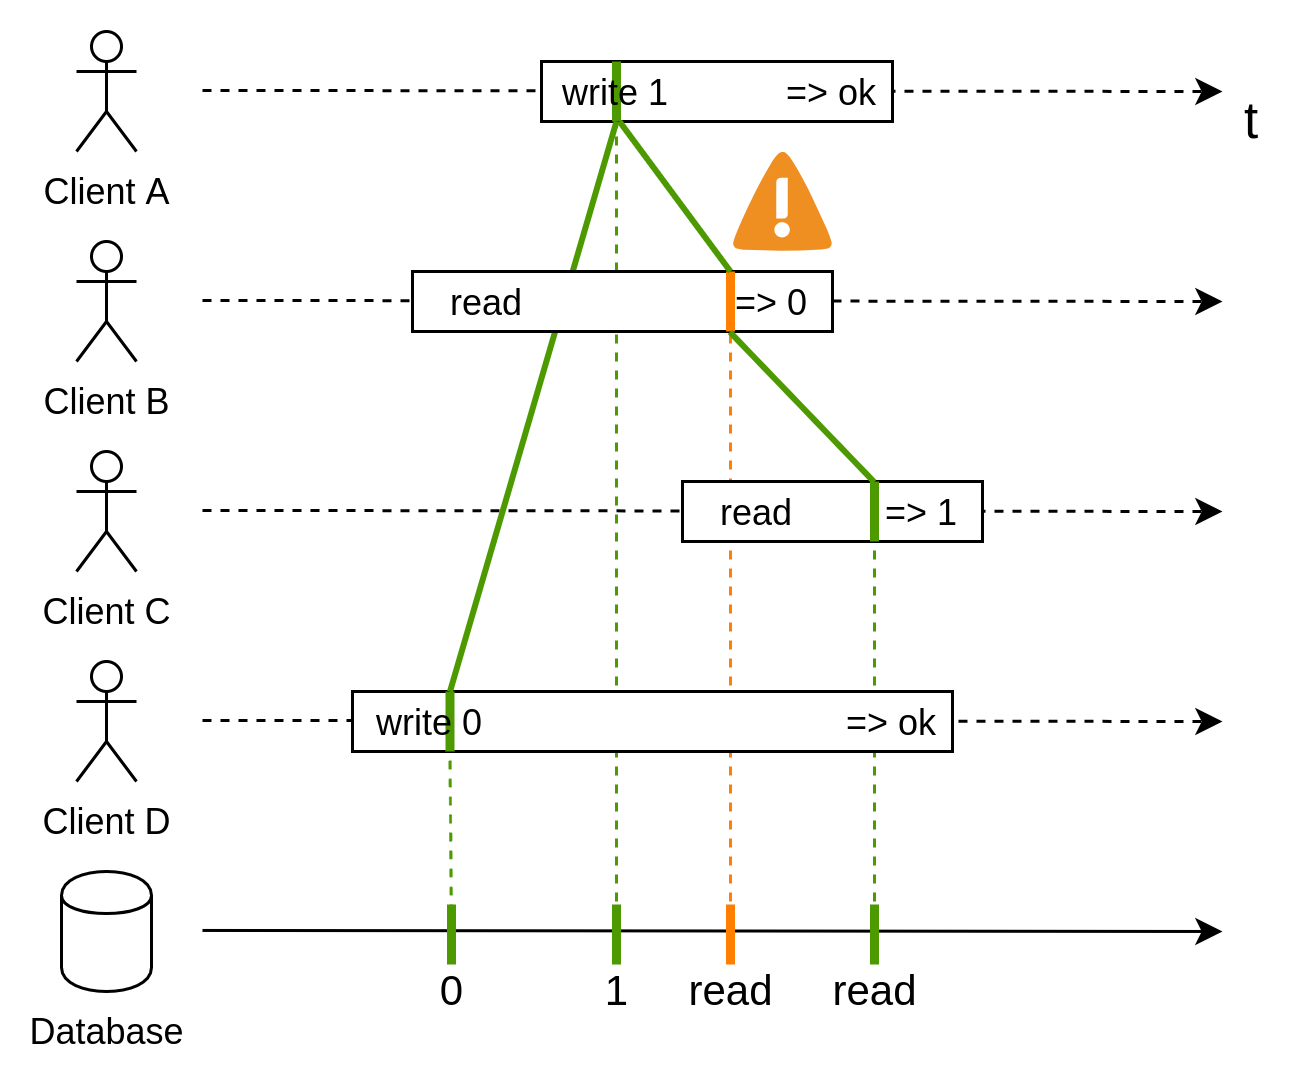 write 1 => ok
t
Client A
read => 0
Client B
read => 1
Client C
write 0 => ok
Client D
0 1 read read
Database